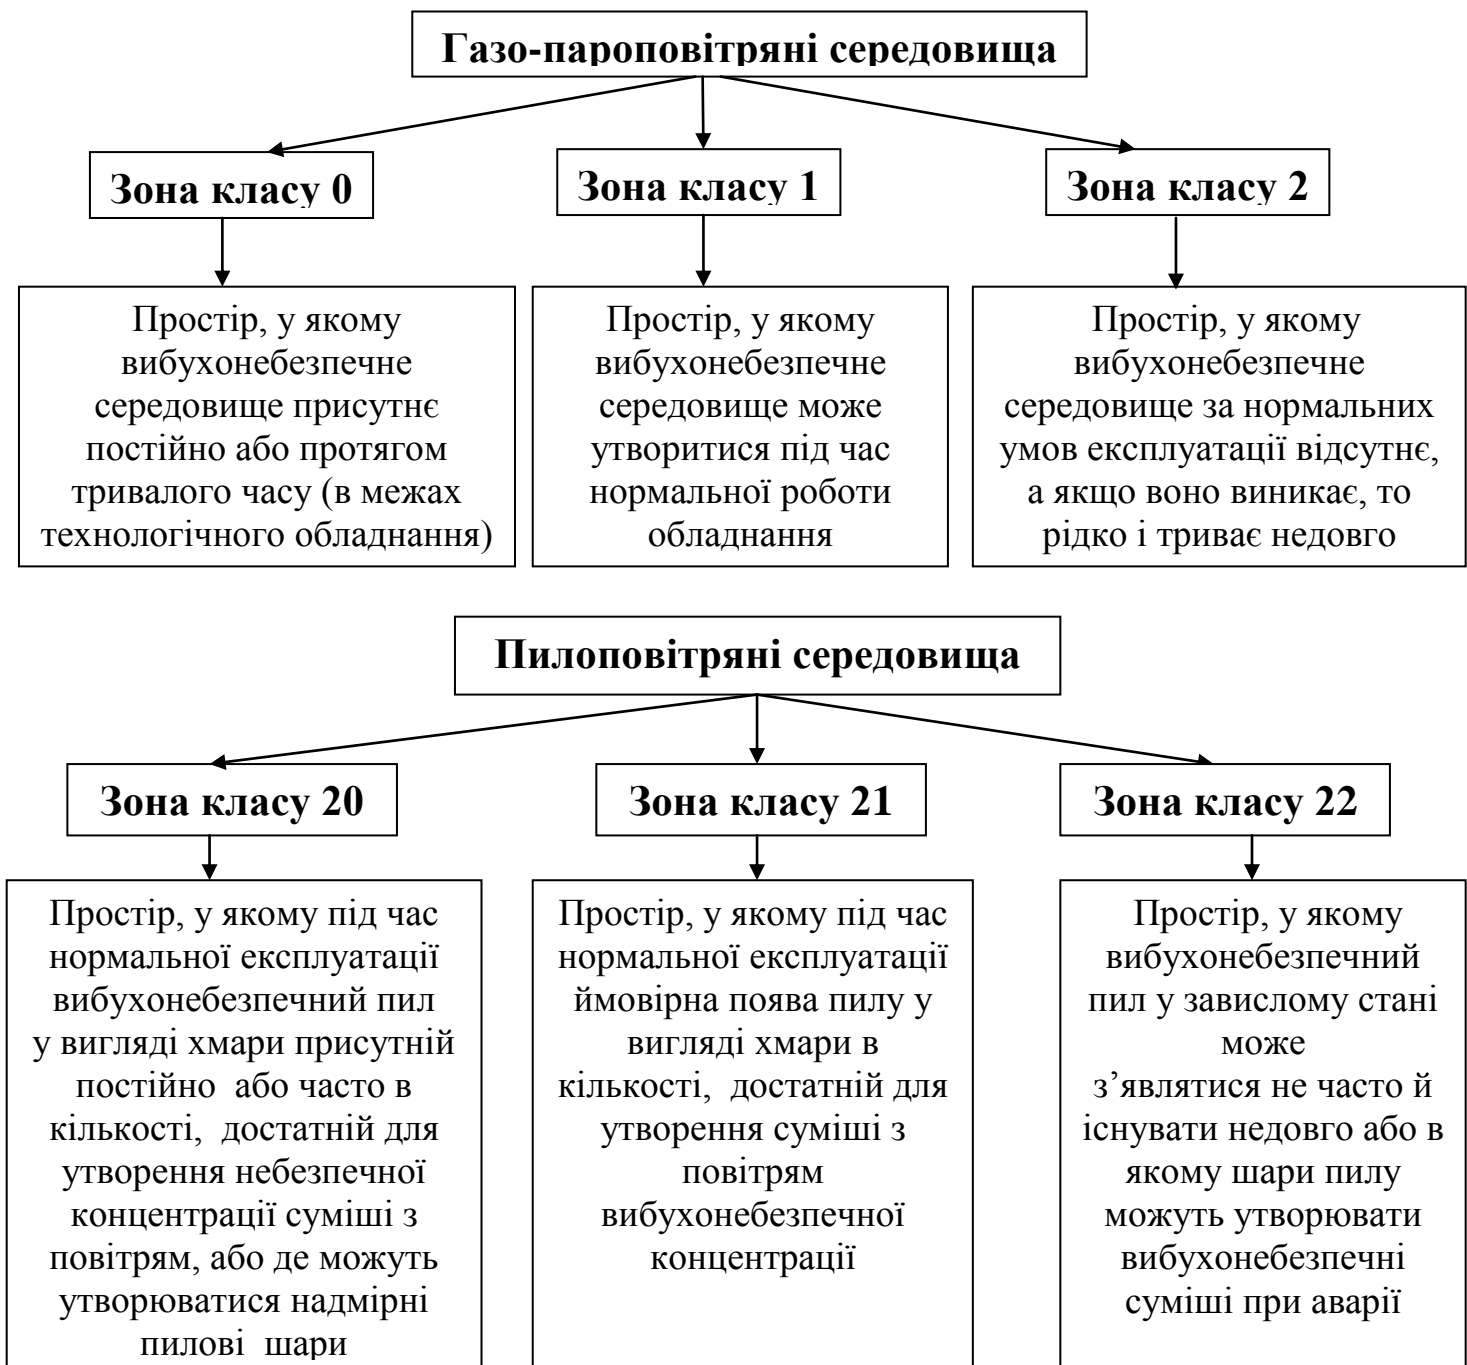 Газо-пароповітряні середовища
Зона класу 0
Зона класу 1
Зона класу 2
Простір, у якому
вибухонебезпечне
середовище присутнє
постійно або протягом
тривалого часу (в межах
технологічного обладнання)
Простір, у якому
вибухонебезпечне
середовище може
утворитися під час
нормальної роботи
обладнання
Простір, у якому
вибухонебезпечне
середовище за нормальних
умов експлуатації відсутнє,
а якщо воно виникає, то
рідко і триває недовго
Пилоповітряні середовища
Зона класу 20
Зона класу 21
Зона класу 22
Простір, у якому під час
нормальної експлуатації
вибухонебезпечний пил
у вигляді хмари присутній
постійно або часто в
кількості, достатній для
утворення небезпечної
концентрації суміші з
повітрям, або де можуть
утворюватися надмірні
пилові шари
Простір, у якому під час
нормальної експлуатації
ймовірна поява пилу у
вигляді хмари в
кількості, достатній для
утворення суміші з
повітрям
вибухонебезпечної
концентрації
Простір, у якому
вибухонебезпечний
пил у завислому стані
може
з’являтися не часто й
існувати недовго або в
якому шари пилу
можуть утворювати
вибухонебезпечні
суміші при аварії